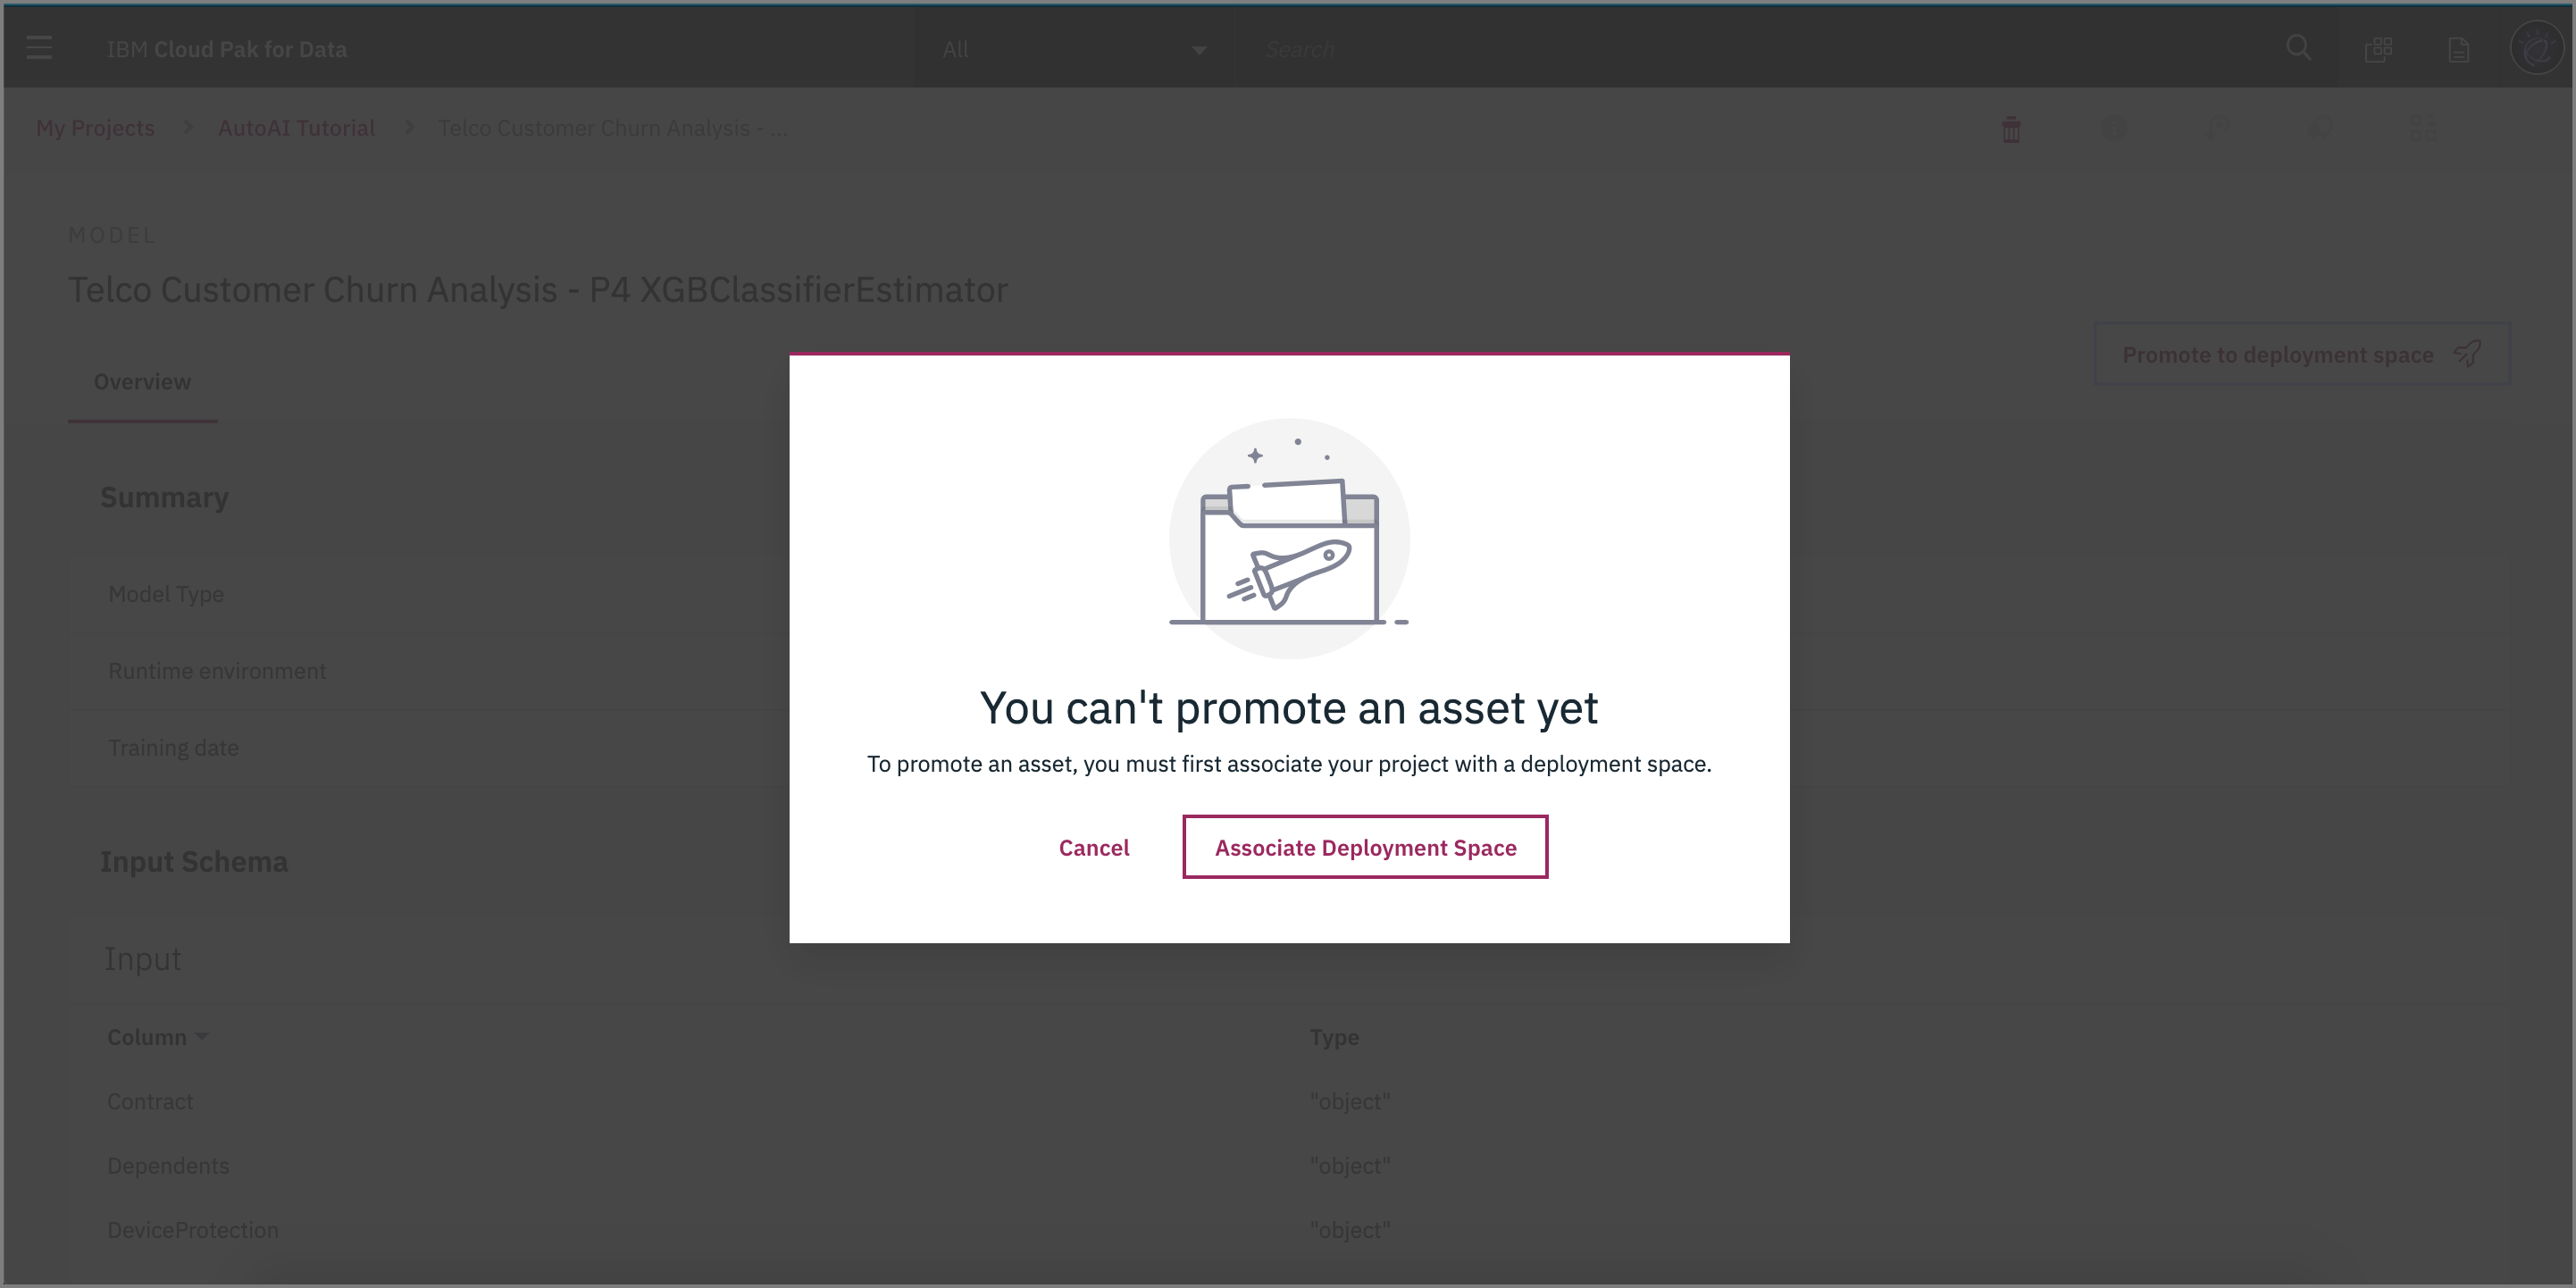 IBM Cloud Pak for Data
All
Search
My Projects > AutoAI Tutorial > Telco Customer Churn Analysis - ...
MODEL
Telco Customer Churn Analysis - P4 XGBClassifierEstimator
Promote to deployment space
Overview
Summary
Model Type
Runtime environment
Training date
You can't promote an asset yet
To promote an asset, you must first associate your project with a deployment space.
Cancel
Associate Deployment Space
Input Schema
Input
Column Type
Contract "object"
Dependents "object"
DeviceProtection "object"